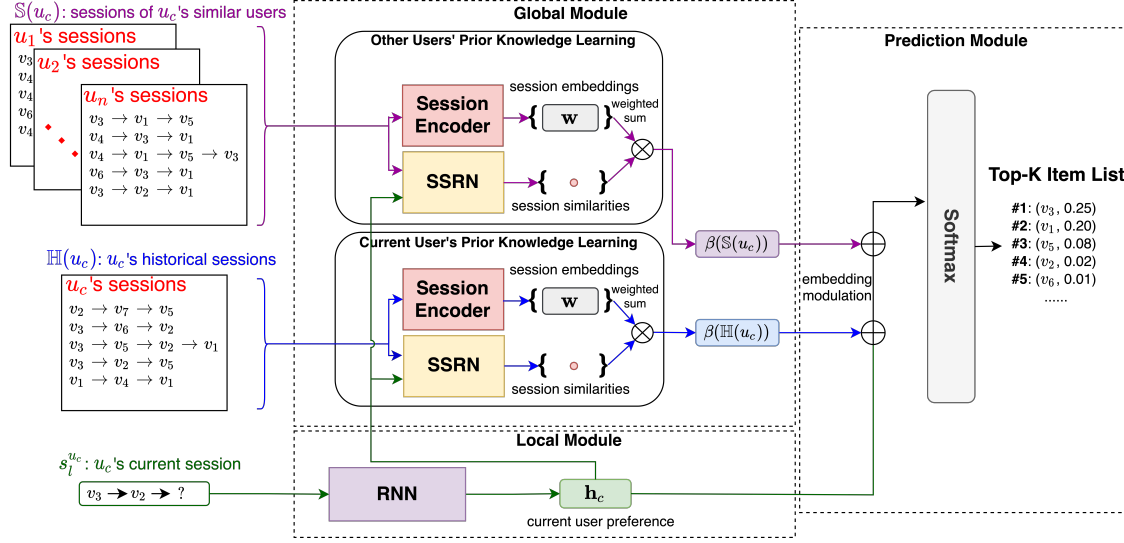 𝕊(u_c): sessions of u_c's similar users
u_1's sessions
v_3
v_4
v_4
v_6
v_4
u_2's sessions
u_n's sessions
v_3 → v_1 → v_5
v_4 → v_3 → v_1
v_4 → v_1 → v_5 → v_3
v_6 → v_3 → v_1
v_3 → v_2 → v_1
ℍ(u_c): u_c's historical sessions
u_c's sessions
v_2 → v_7 → v_5
v_3 → v_6 → v_2
v_3 → v_5 → v_2 → v_1
v_3 → v_2 → v_5
v_1 → v_4 → v_1
s_l^{u_c}: u_c's current session
v_3 → v_2 → ?
Global Module
Other Users' Prior Knowledge Learning
Session
Encoder
SSRN
session embeddings
{ w }
weighted
sum
{ }
session similarities
Current User's Prior Knowledge Learning
Session
Encoder
SSRN
session embeddings
{ w }
weighted
sum
{ }
session similarities
β(𝕊(u_c))
β(ℍ(u_c))
Local Module
RNN
h_c
current user preference
Prediction Module
embedding
modulation
Softmax
Top-K Item List
#1: (v_3, 0.25)
#2: (v_1, 0.20)
#3: (v_5, 0.08)
#4: (v_2, 0.02)
#5: (v_6, 0.01)
......